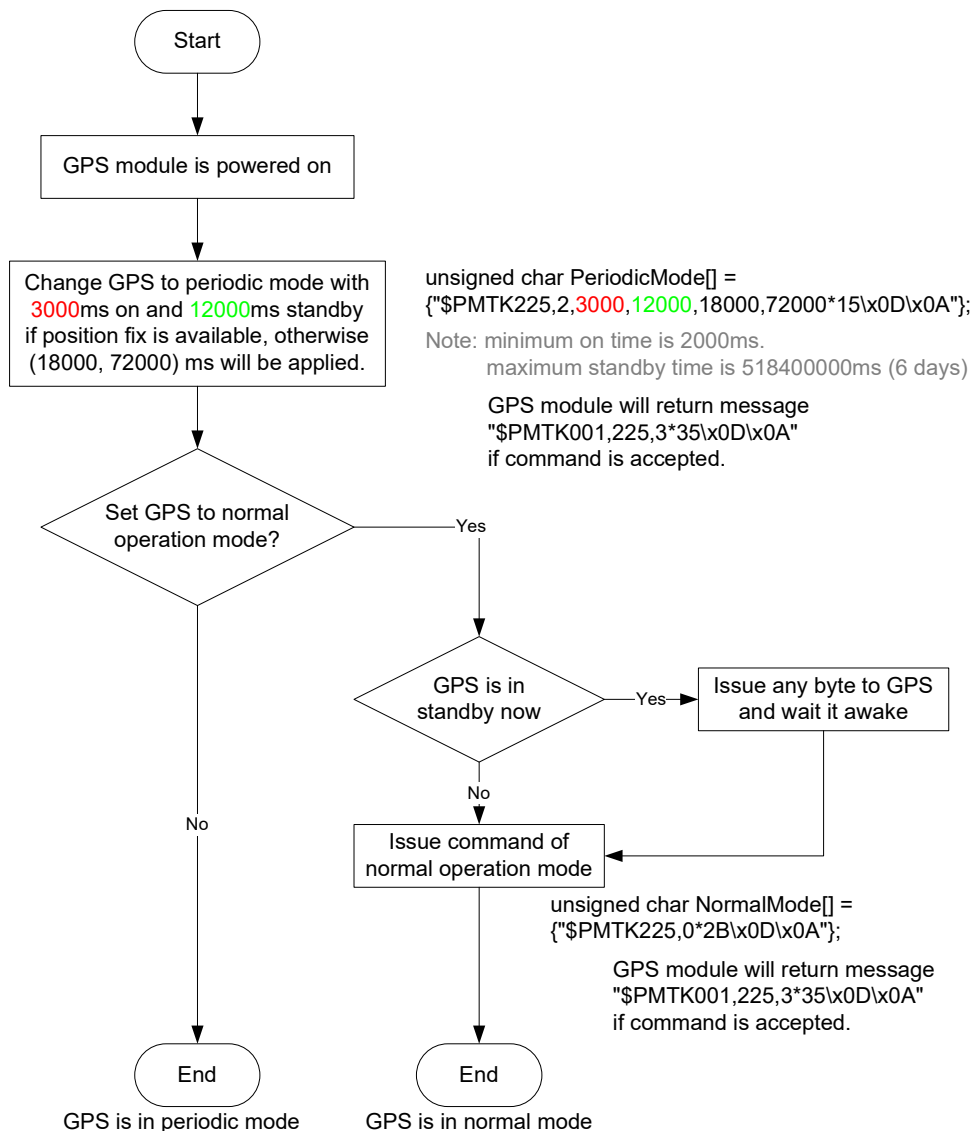 Start
GPS module is powered on
Change GPS to periodic mode with
3000ms on and 12000ms standby
if position fix is available, otherwise
(18000, 72000) ms will be applied.
unsigned char PeriodicMode[] =
{"$PMTK225,2,3000,12000,18000,72000*15\x0D\x0A"};
Note: minimum on time is 2000ms.
maximum standby time is 518400000ms (6 days)
GPS module will return message
"$PMTK001,225,3*35\x0D\x0A"
if command is accepted.
Set GPS to normal
operation mode?
Yes
GPS is in
standby now
Yes
Issue any byte to GPS
and wait it awake
No
No
Issue command of
normal operation mode
unsigned char NormalMode[] =
{"$PMTK225,0*2B\x0D\x0A"};
GPS module will return message
"$PMTK001,225,3*35\x0D\x0A"
if command is accepted.
End
GPS is in periodic mode
End
GPS is in normal mode